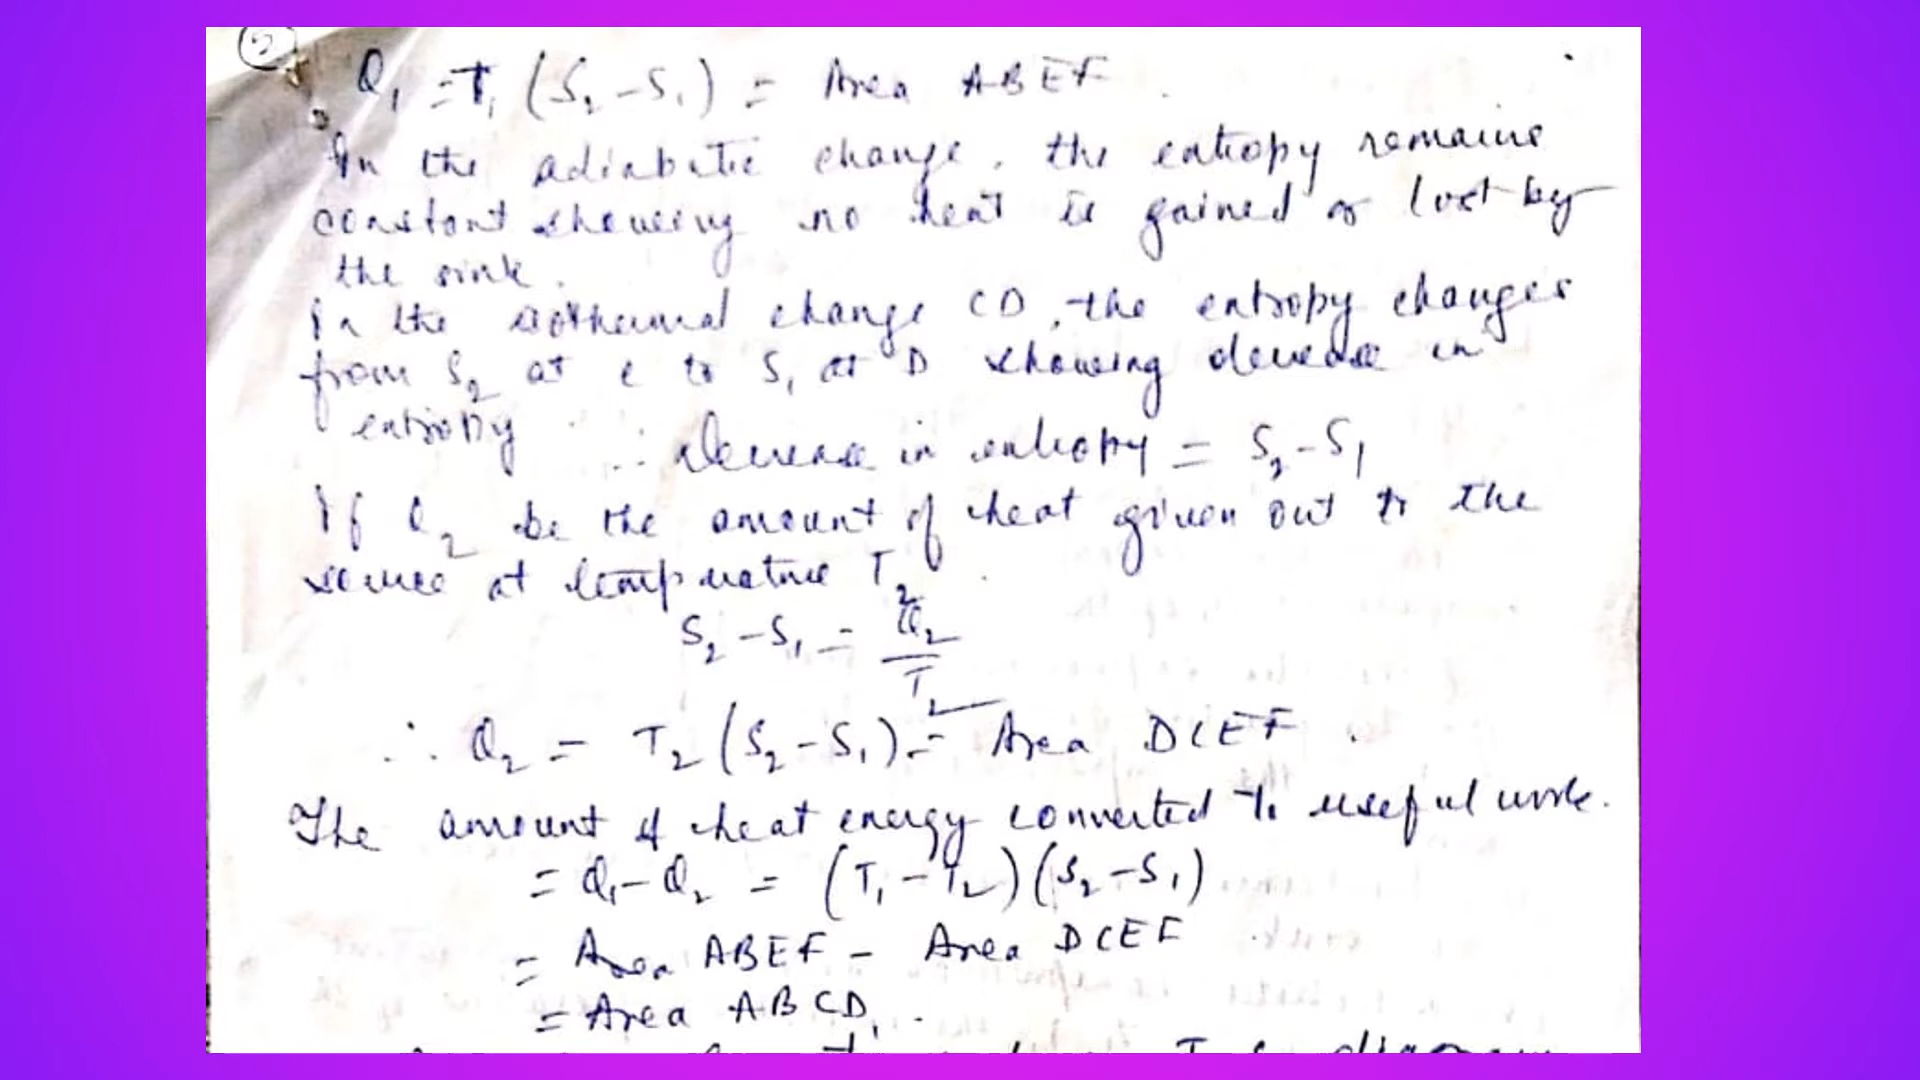 2
Q₁ = T₁ (S₂ - S₁) = Area ABEF.
In the adiabatic change, the entropy remains
constant showing no heat is gained or lost by
the sink.
In the isothermal change CD, the entropy changes
from S₂ at C to S₁ at D showing decrease in
entropy ∴ Decrease in entropy = S₂ - S₁
If Q₂ be the amount of heat given out to the
at temperature T₂.
S₂ - S₁ = Q₂ / T₂
∴ Q₂ = T₂ (S₂ - S₁) = Area DCEF.
The amount of heat energy converted to useful work.
= Q₁ - Q₂ = (T₁ - T₂) (S₂ - S₁)
= Area ABEF - Area DCEF
= Area ABCD.
diagram